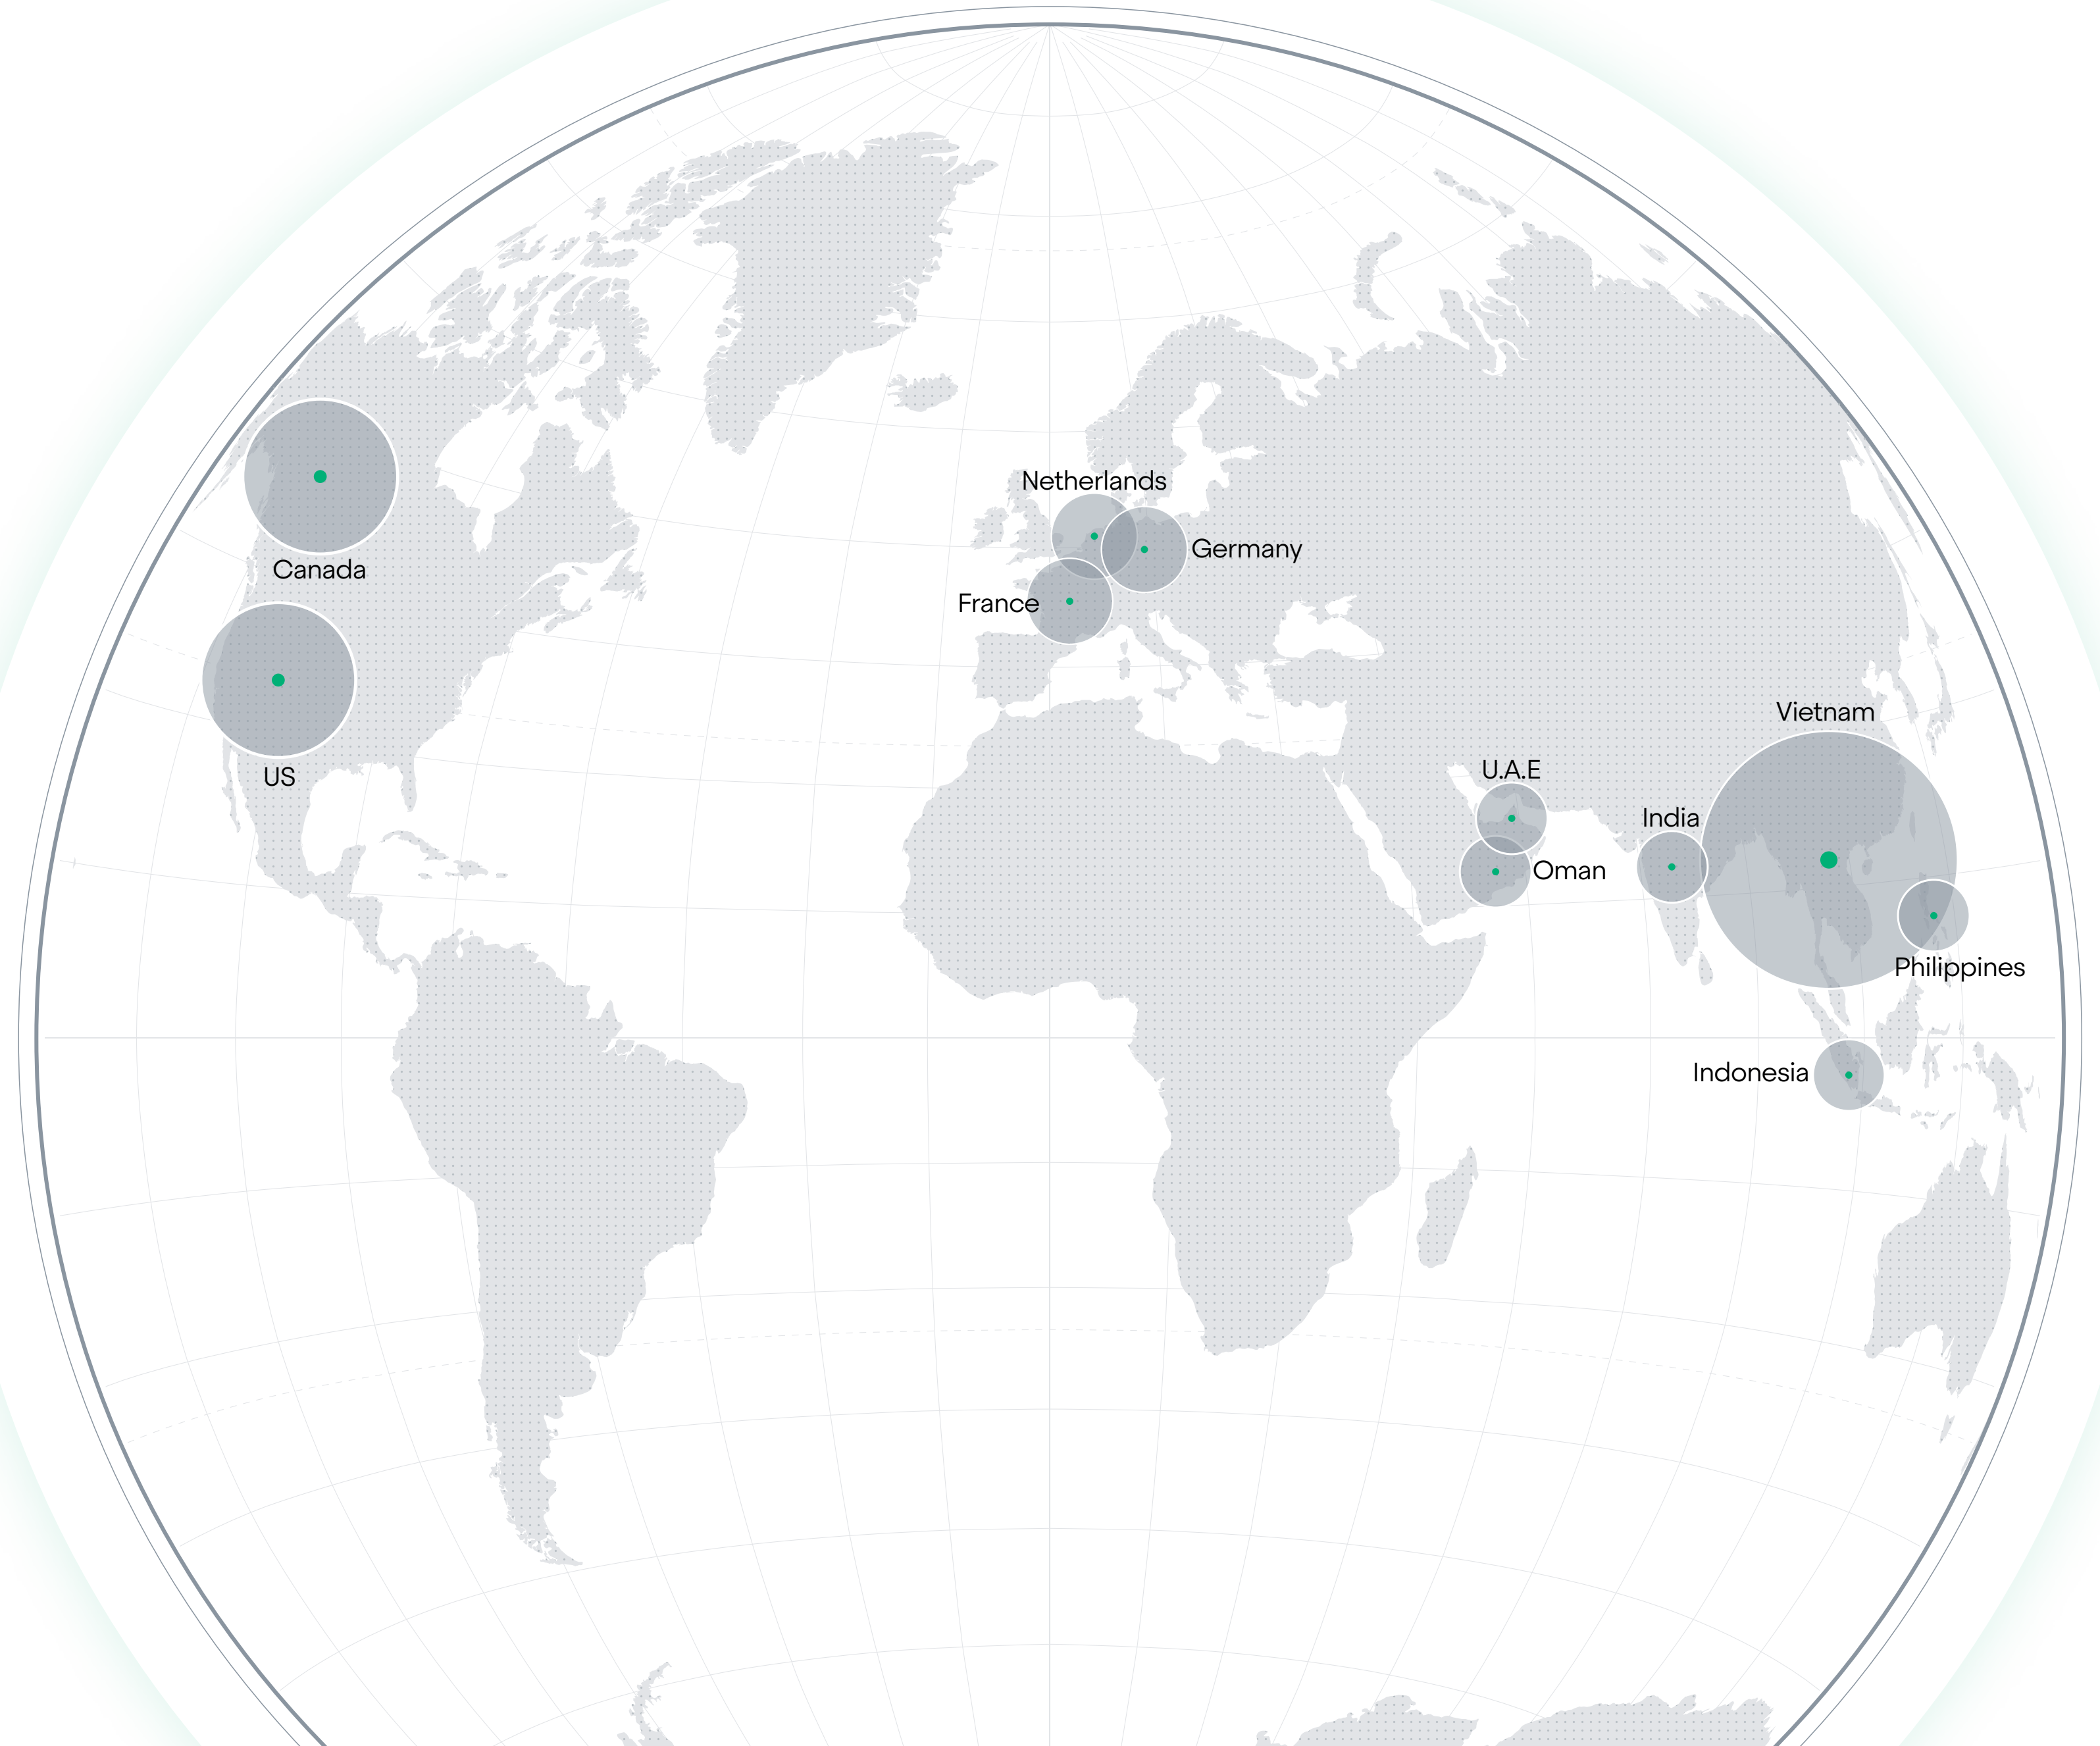 Netherlands
Germany
Canada
France
Vietnam
US
U.A.E
India
Oman
Philippines
Indonesia